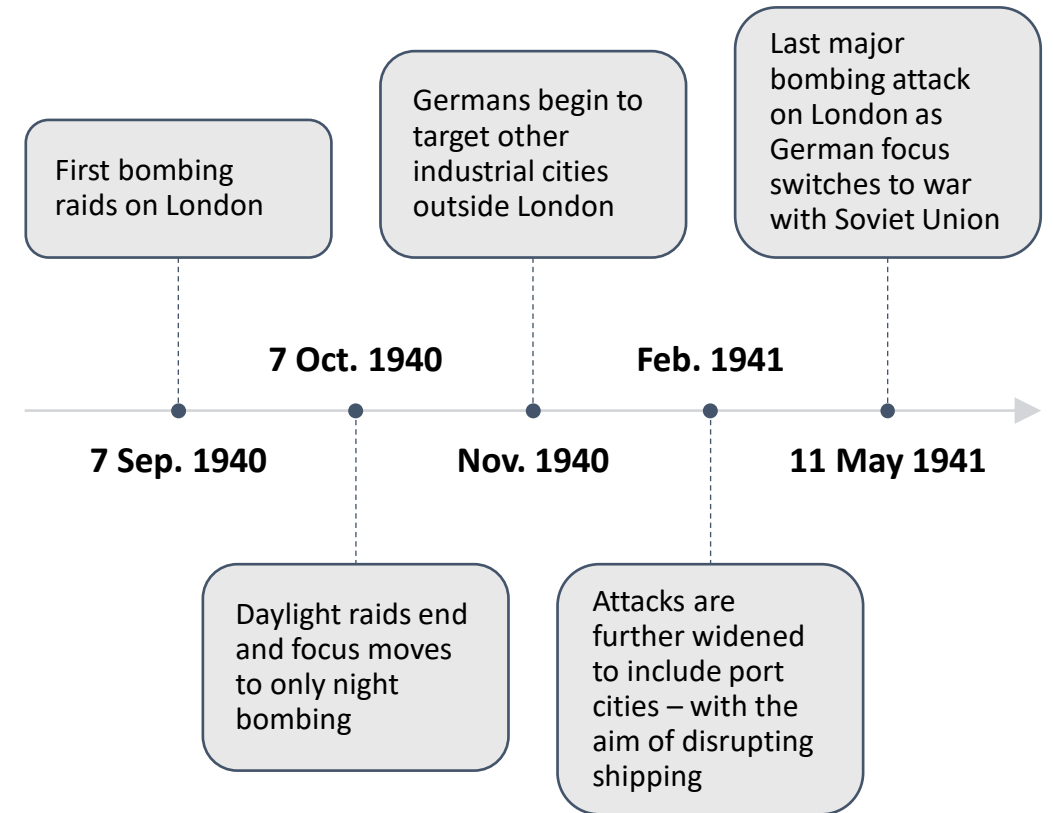 First bombing
raids on London
7 Sep. 1940
7 Oct. 1940
Daylight raids end
and focus moves
to only night
bombing
Germans begin to
target other
industrial cities
outside London
Nov. 1940
Feb. 1941
Attacks are
further widened
to include port
cities – with the
aim of disrupting
shipping
Last major
bombing attack
on London as
German focus
switches to war
with Soviet Union
11 May 1941